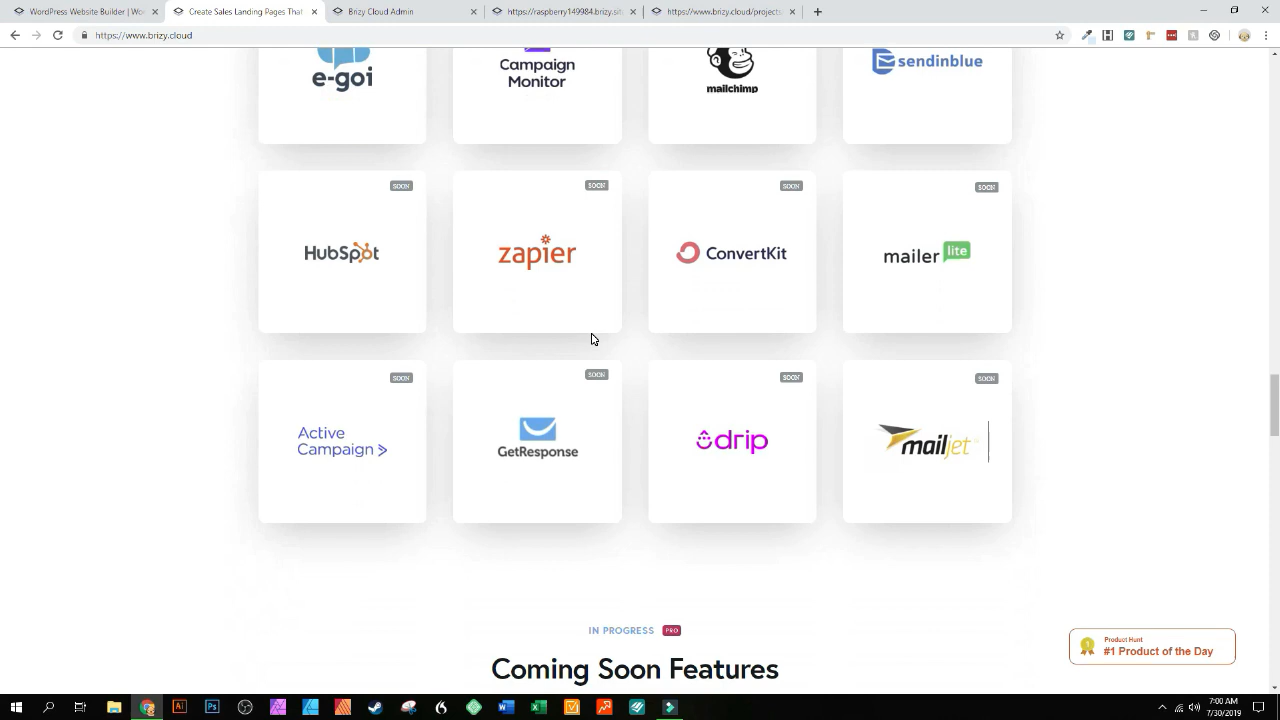 WordPress Website Builder | Wo
Create Sales Landing Pages That
Brizy Cloud Admin
https://raspberry149984.brizy.sit
https://www.brizy.cloud/projects
https://www.brizy.cloud
e-goi
Campaign
Monitor
mailchimp
sendinblue
SOON
SOON
SOON
SOON
HubSpot
zapier
ConvertKit
mailer lite
SOON
SOON
SOON
SOON
Active
Campaign >
GetResponse
drip
mailjet
IN PROGRESS PRO
Coming Soon Features
Product Hunt
#1 Product of the Day
7:00 AM
7/30/2019